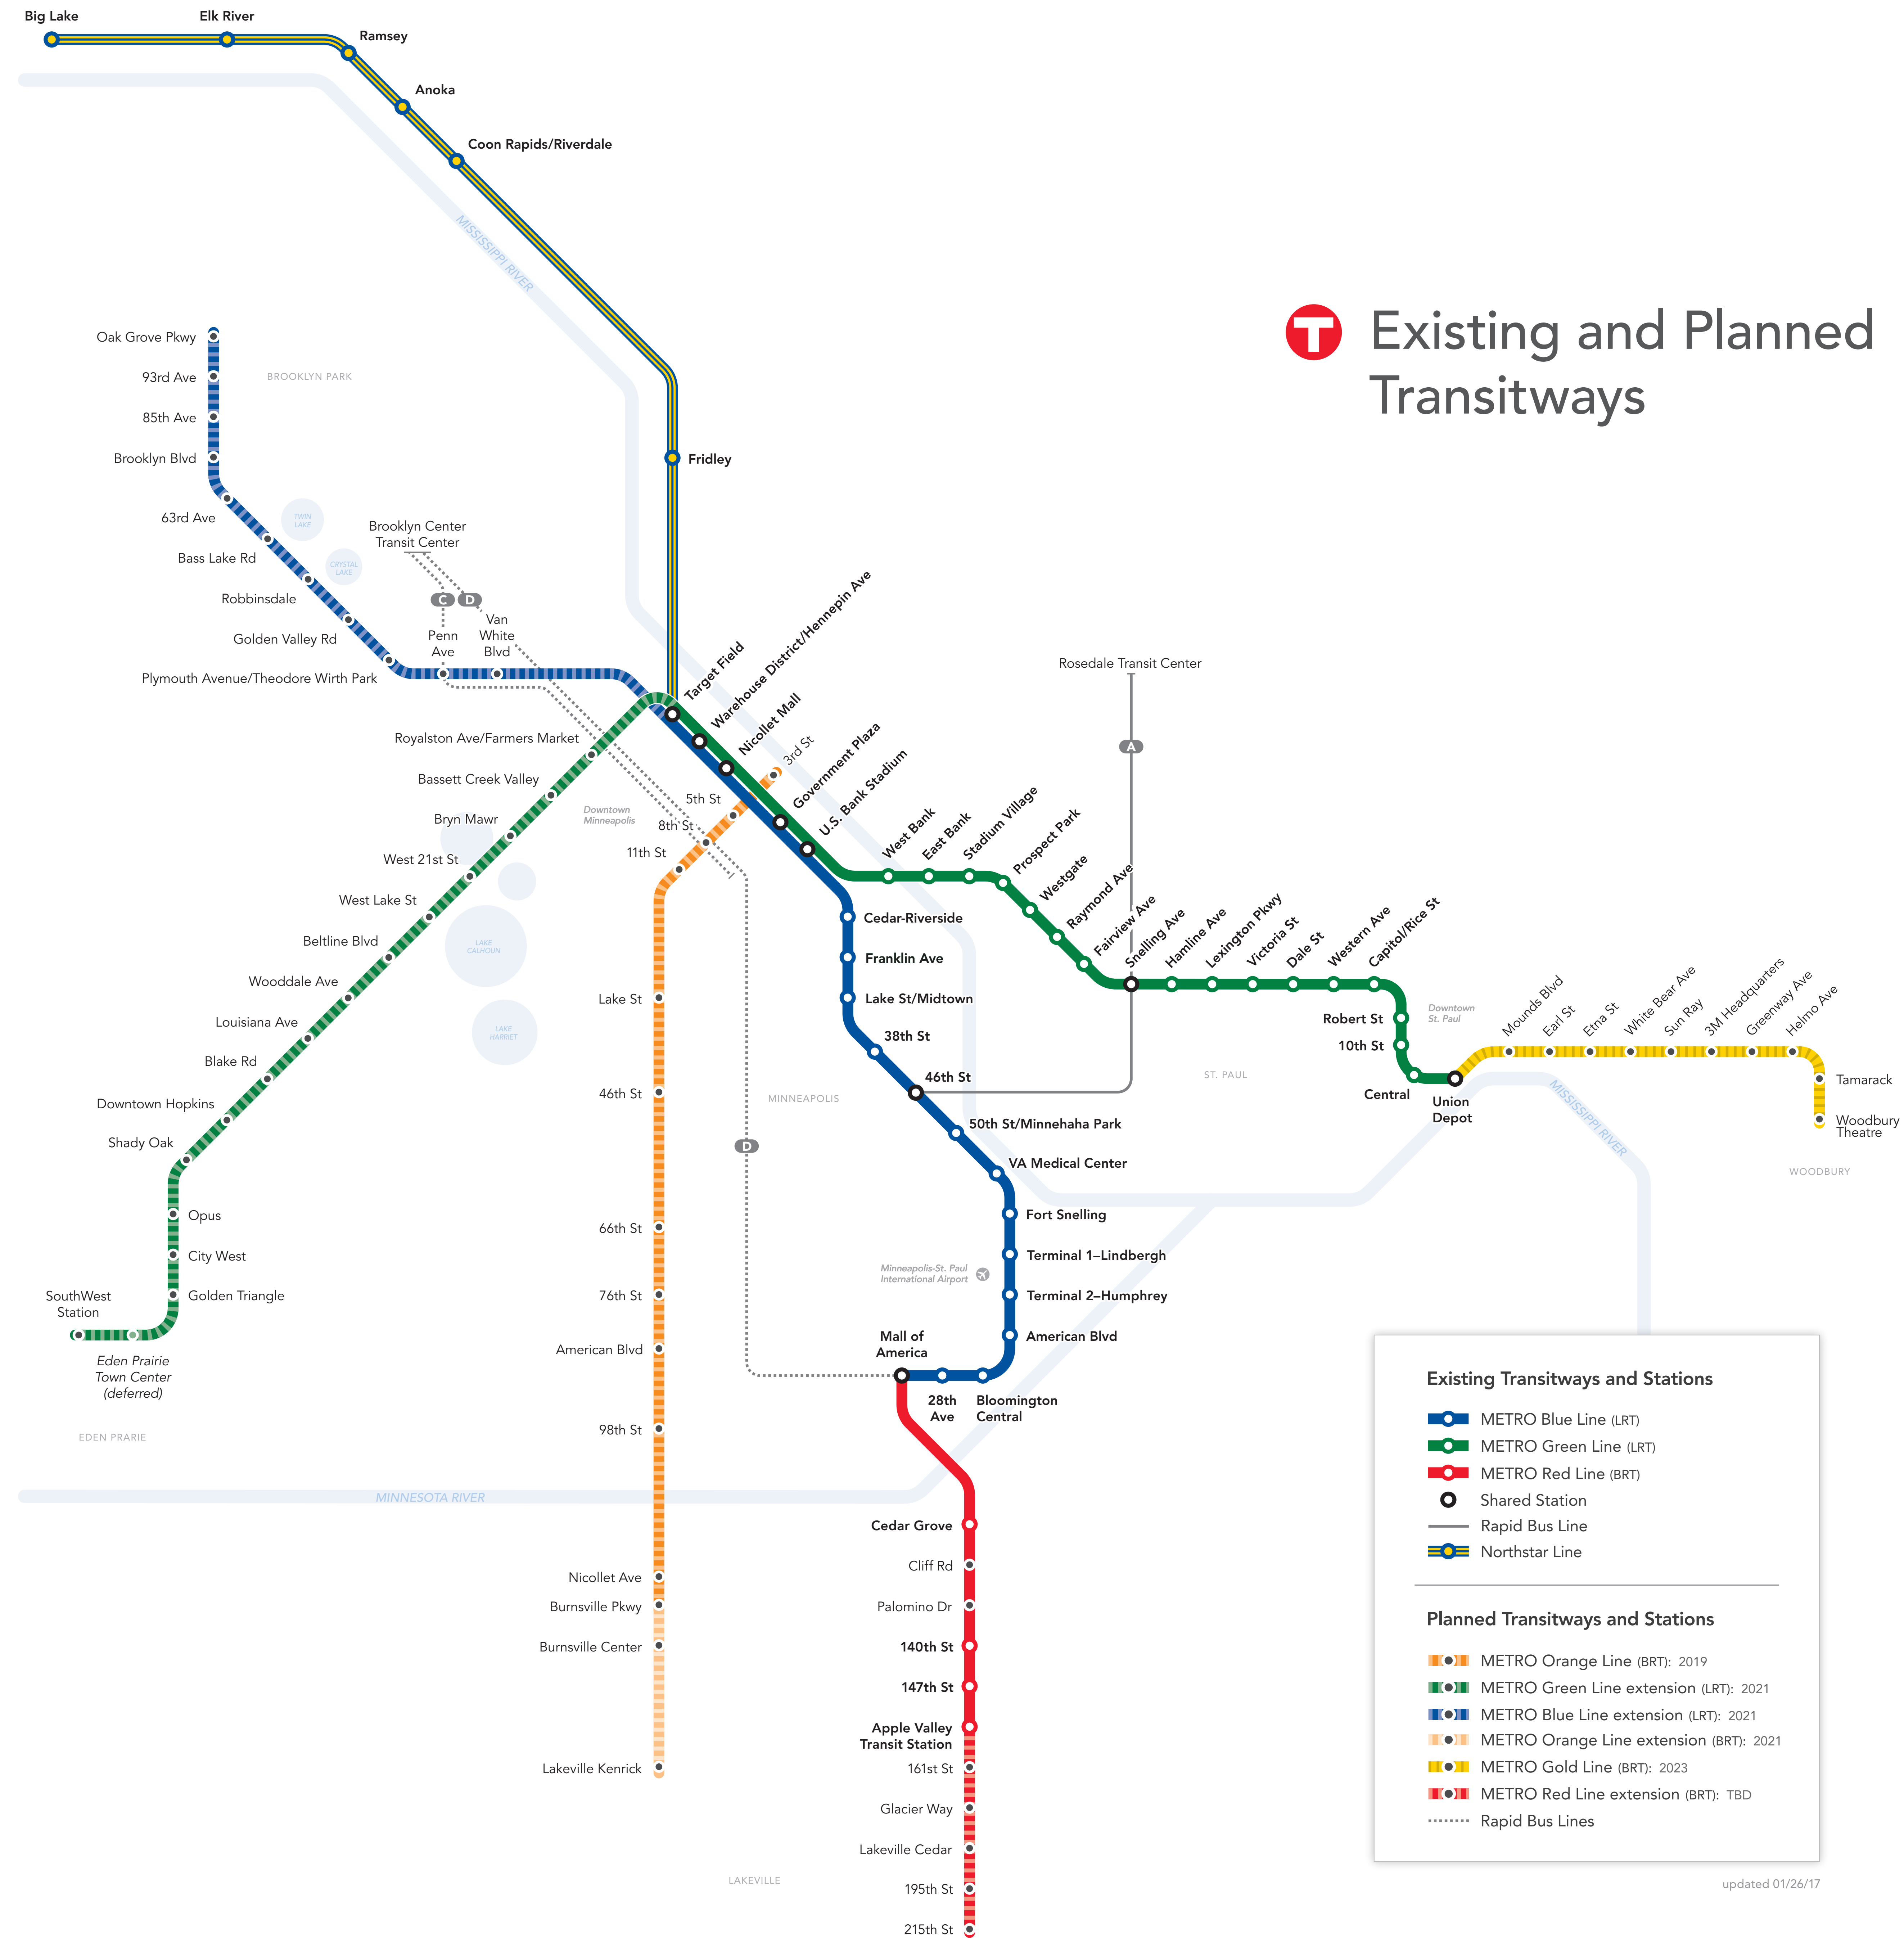 Big Lake
Elk River
Ramsey
Anoka
Coon Rapids/Riverdale
MISSISSIPPI RIVER
T
Existing and Planned
Transitways
Oak Grove Pkwy
93rd Ave
BROOKLYN PARK
85th Ave
Brooklyn Blvd
Fridley
63rd Ave
TWIN
LAKE
Bass Lake Rd
CRYSTAL
LAKE
Robbinsdale
Golden Valley Rd
Plymouth Avenue/Theodore Wirth Park
Brooklyn Center
Transit Center
C
D
Penn
Ave
Van
White
Blvd
Target Field
Warehouse District/Hennepin Ave
Nicollet Mall
Government Plaza
U.S. Bank Stadium
3rd St
5th St
8th St
11th St
Downtown
Minneapolis
Royalston Ave/Farmers Market
Bassett Creek Valley
Bryn Mawr
West 21st St
West Lake St
Beltline Blvd
Wooddale Ave
Louisiana Ave
Blake Rd
Downtown Hopkins
Shady Oak
Opus
City West
Golden Triangle
SouthWest
Station
Eden Prairie
Town Center
(deferred)
EDEN PRARIE
LAKE
CALHOUN
LAKE
HARRIET
Rosedale Transit Center
A
West Bank
East Bank
Stadium Village
Prospect Park
Westgate
Raymond Ave
Fairview Ave
Snelling Ave
Hamline Ave
Lexington Pkwy
Victoria St
Dale St
Western Ave
Capitol/Rice St
Robert St
10th St
Central
Union
Depot
Downtown
St. Paul
Mounds Blvd
Earl St
Etna St
White Bear Ave
Sun Ray
3M Headquarters
Greenway Ave
Helmo Ave
Tamarack
Woodbury
Theatre
WOODBURY
MISSISSIPPI RIVER
ST. PAUL
MINNEAPOLIS
Cedar-Riverside
Franklin Ave
Lake St/Midtown
38th St
46th St
50th St/Minnehaha Park
VA Medical Center
Fort Snelling
Terminal 1–Lindbergh
Terminal 2–Humphrey
American Blvd
Minneapolis-St. Paul
International Airport
Mall of
America
28th
Ave
Bloomington
Central
D
Lake St
46th St
66th St
76th St
American Blvd
98th St
MINNESOTA RIVER
Nicollet Ave
Burnsville Pkwy
Burnsville Center
Lakeville Kenrick
Cedar Grove
Cliff Rd
Palomino Dr
140th St
147th St
Apple Valley
Transit Station
161st St
Glacier Way
Lakeville Cedar
195th St
215th St
LAKEVILLE
Existing Transitways and Stations
METRO Blue Line (LRT)
METRO Green Line (LRT)
METRO Red Line (BRT)
Shared Station
Rapid Bus Line
Northstar Line
Planned Transitways and Stations
METRO Orange Line (BRT): 2019
METRO Green Line extension (LRT): 2021
METRO Blue Line extension (LRT): 2021
METRO Orange Line extension (BRT): 2021
METRO Gold Line (BRT): 2023
METRO Red Line extension (BRT): TBD
Rapid Bus Lines
updated 01/26/17